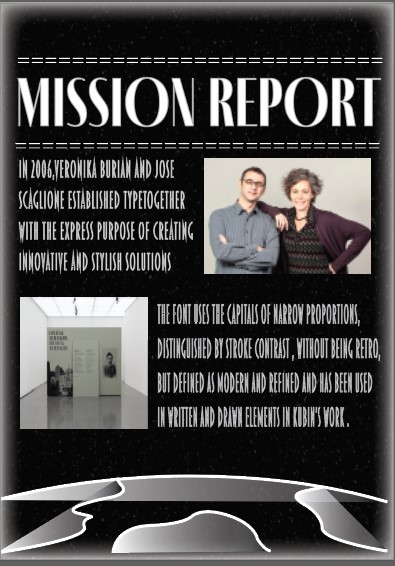 MISSION REPORT
IN 2006,VERONIKA BURIAN AND JOSE
SCAGLIONE ESTABLISHED TYPETOGETHER
WITH THE EXPRESS PURPOSE OF CREATING
INNOVATIVE AND STYLISH SOLUTIONS
THE FONT USES THE CAPITALS OF NARROW PROPORTIONS,
DISTINGUISHED BY STROKE CONTRAST , WITHOUT BEING RETRO,
BUT DEFINED AS MODERN AND REFINED AND HAS BEEN USED
IN WRITTEN AND DRAWN ELEMENTS IN KUBIN'S WORK .